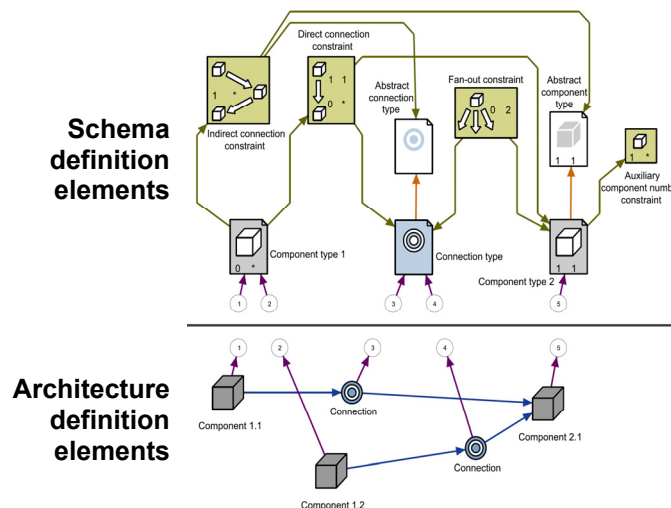 Direct connection
constraint
Schema
definition
elements
1 *
Indirect connection
constraint
1 1
0 *
Abstract
connection
type
Fan-out constraint
0 2
Abstract
component
type
1 1
1 *
Auxiliary
component numb
constraint
Component type 1
0 *
Connection type
Component type 2
1 1
1
2
3
4
5
Architecture
definition
elements
1
2
3
4
5
Component 1.1
Connection
Component 2.1
Connection
Component 1.2